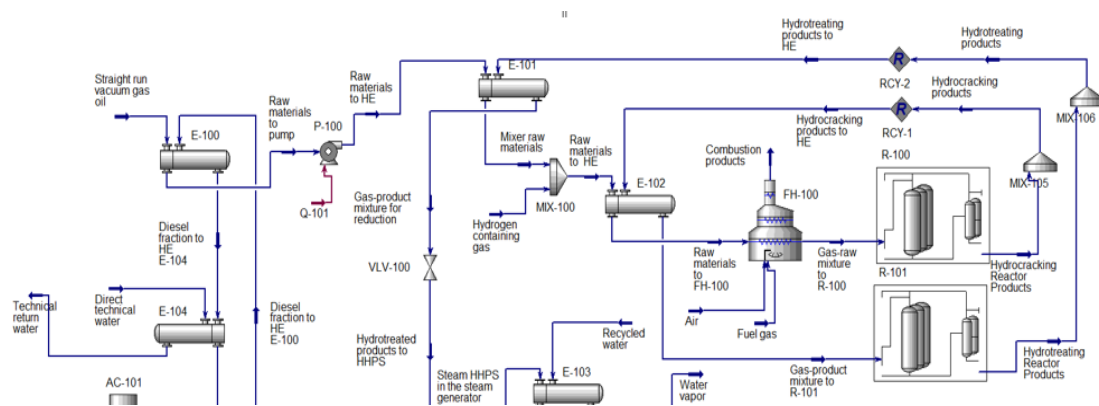 II
Hydrotreating
products to
HE
Hydrotreating
products
E-101
RCY-2
Straight run
vacuum gas
oil
Raw
materials
to HE
Hydrocracking
products
Raw
materials
to
pump
P-100
Hydrocracking
products to
HE
RCY-1
MIX-106
E-100
Mixer raw
materials
Raw
materials
to HE
Combustion
products
R-100
MIX-105
E-102
FH-100
Q-101
Gas-product
mixture for
reduction
MIX-100
Hydrogen
containing
gas
Diesel
fraction to
HE
E-104
VLV-100
Raw
materials
to
FH-100
Gas-raw
mixture
to
R-100
R-101
Hydrocracking
Reactor
Products
Technical
return
water
Direct
technical
water
E-104
Diesel
fraction to
HE
E-100
Air
Fuel gas
Hydrotreated
products to
HHPS
Recycled
water
Steam HHPS
in the steam
generator
E-103
Gas-product
mixture to
R-101
Hydrotreating
Reactor
Products
Water
vapor
AC-101
R
R